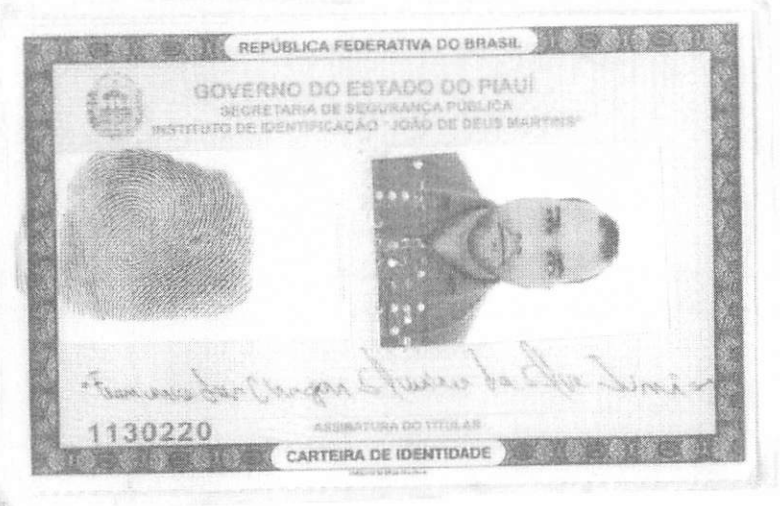 REPÚBLICA FEDERATIVA DO BRASIL
GOVERNO DO ESTADO DO PIAUÍ
SECRETARIA DE SEGURANÇA PÚBLICA
INSTITUTO DE IDENTIFICAÇÃO "JOÃO DE DEUS MARTINS"
1130220
ASSINATURA DO TITULAR
CARTEIRA DE IDENTIDADE